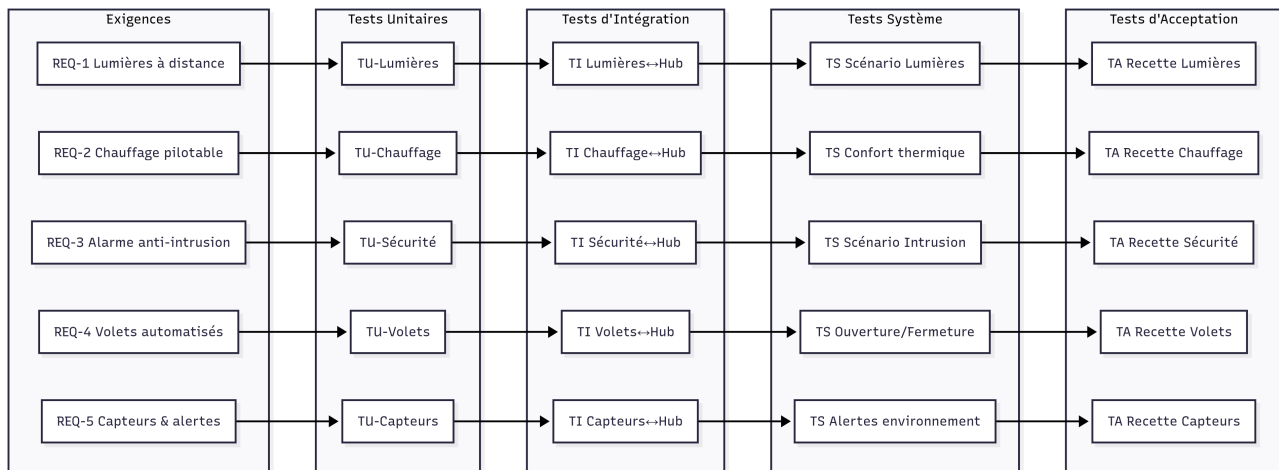 Exigences
Tests Unitaires
Tests d'Intégration
Tests Système
Tests d'Acceptation
REQ-1 Lumières à distance
TU-Lumières
TI Lumières↔Hub
TS Scénario Lumières
TA Recette Lumières
REQ-2 Chauffage pilotable
TU-Chauffage
TI Chauffage↔Hub
TS Confort thermique
TA Recette Chauffage
REQ-3 Alarme anti-intrusion
TU-Sécurité
TI Sécurité↔Hub
TS Scénario Intrusion
TA Recette Sécurité
REQ-4 Volets automatisés
TU-Volets
TI Volets↔Hub
TS Ouverture/Fermeture
TA Recette Volets
REQ-5 Capteurs & alertes
TU-Capteurs
TI Capteurs↔Hub
TS Alertes environnement
TA Recette Capteurs